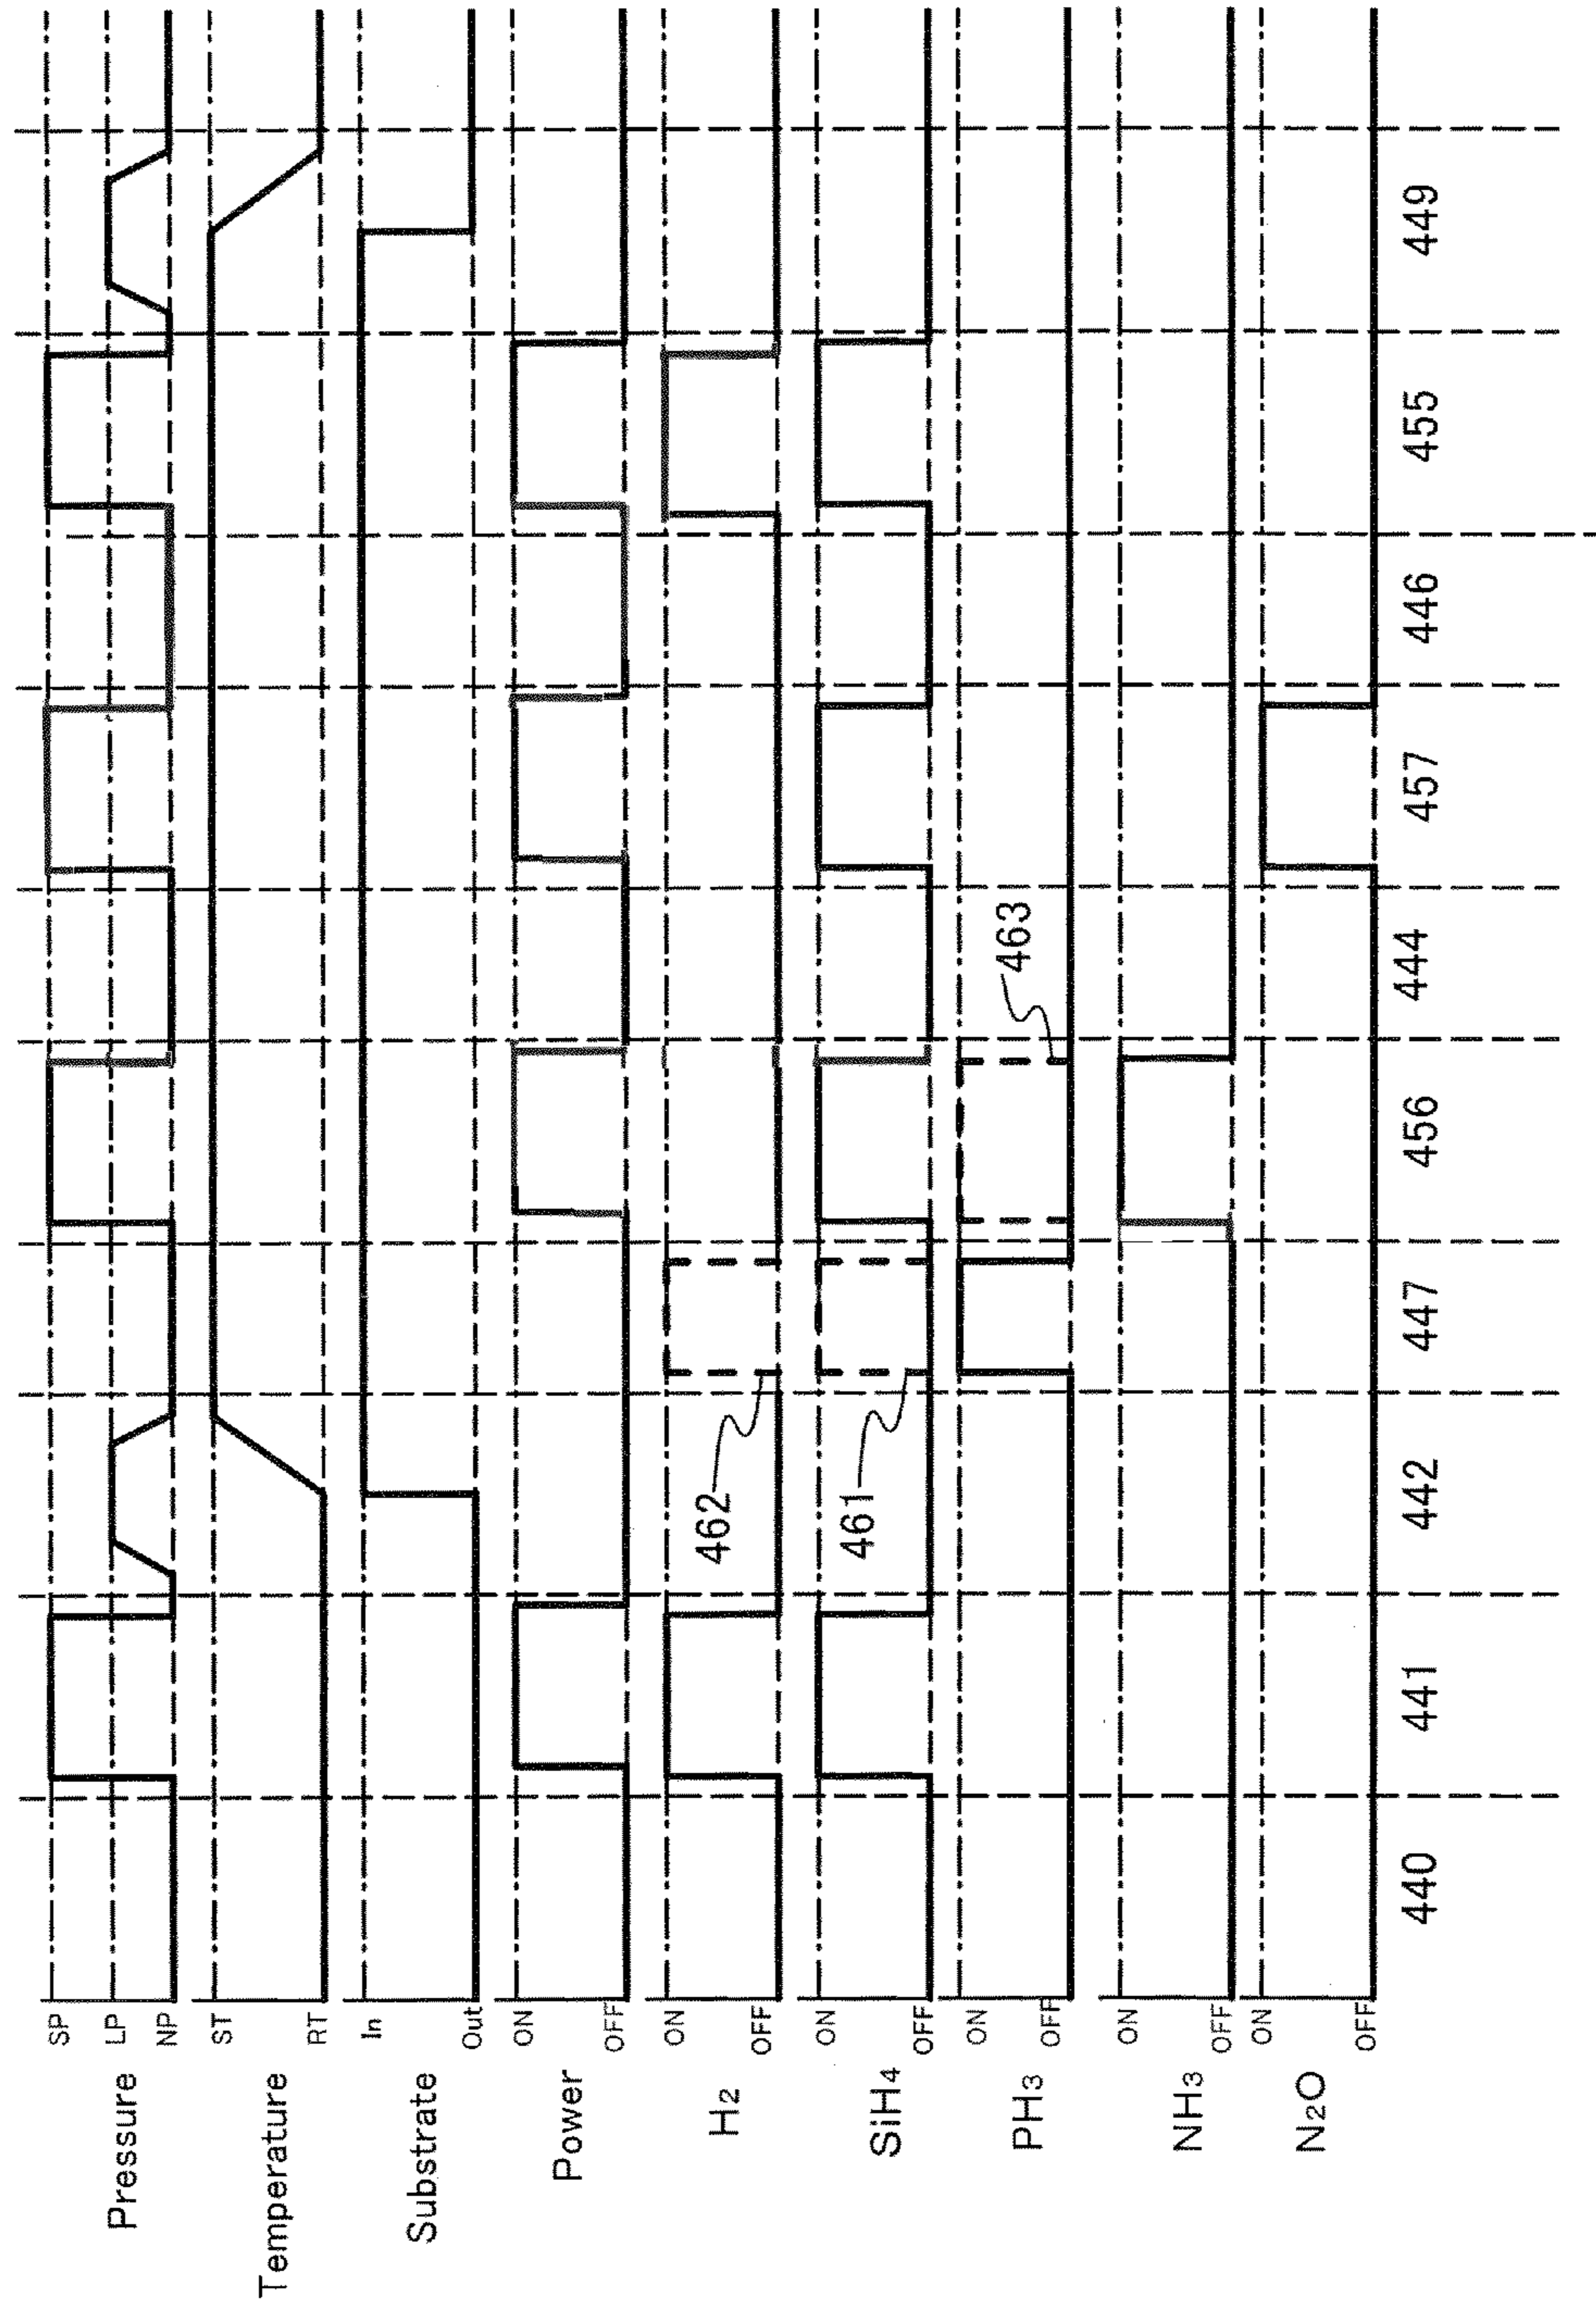 Pressure
SP
LP
NP
Temperature
ST
RT
Substrate
In
Out
Power
ON
OFF
H2
ON
OFF
462
SiH4
ON
OFF
461
PH3
ON
OFF
463
NH3
ON
OFF
N2O
ON
OFF
440 441 442 447 456 444 457 446 455 449